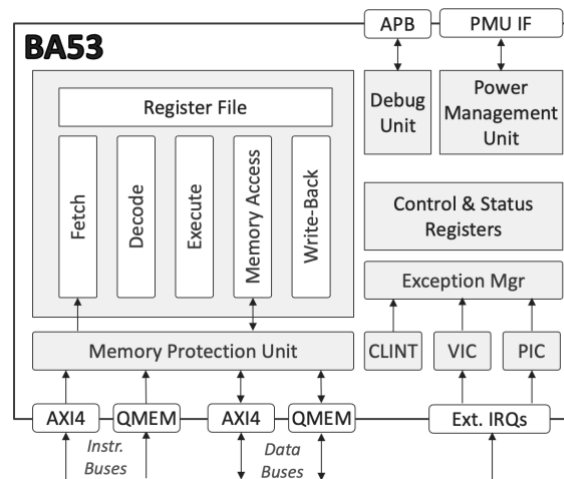 APB
PMU IF
BA53
Register File
Fetch
Decode
Execute
Memory Access
Write-Back
Debug
Unit
Power
Management
Unit
Control & Status
Registers
Exception Mgr
Memory Protection Unit
CLINT
VIC
PIC
AXI4
QMEM
AXI4
QMEM
Ext. IRQs
Instr.
Buses
Data
Buses